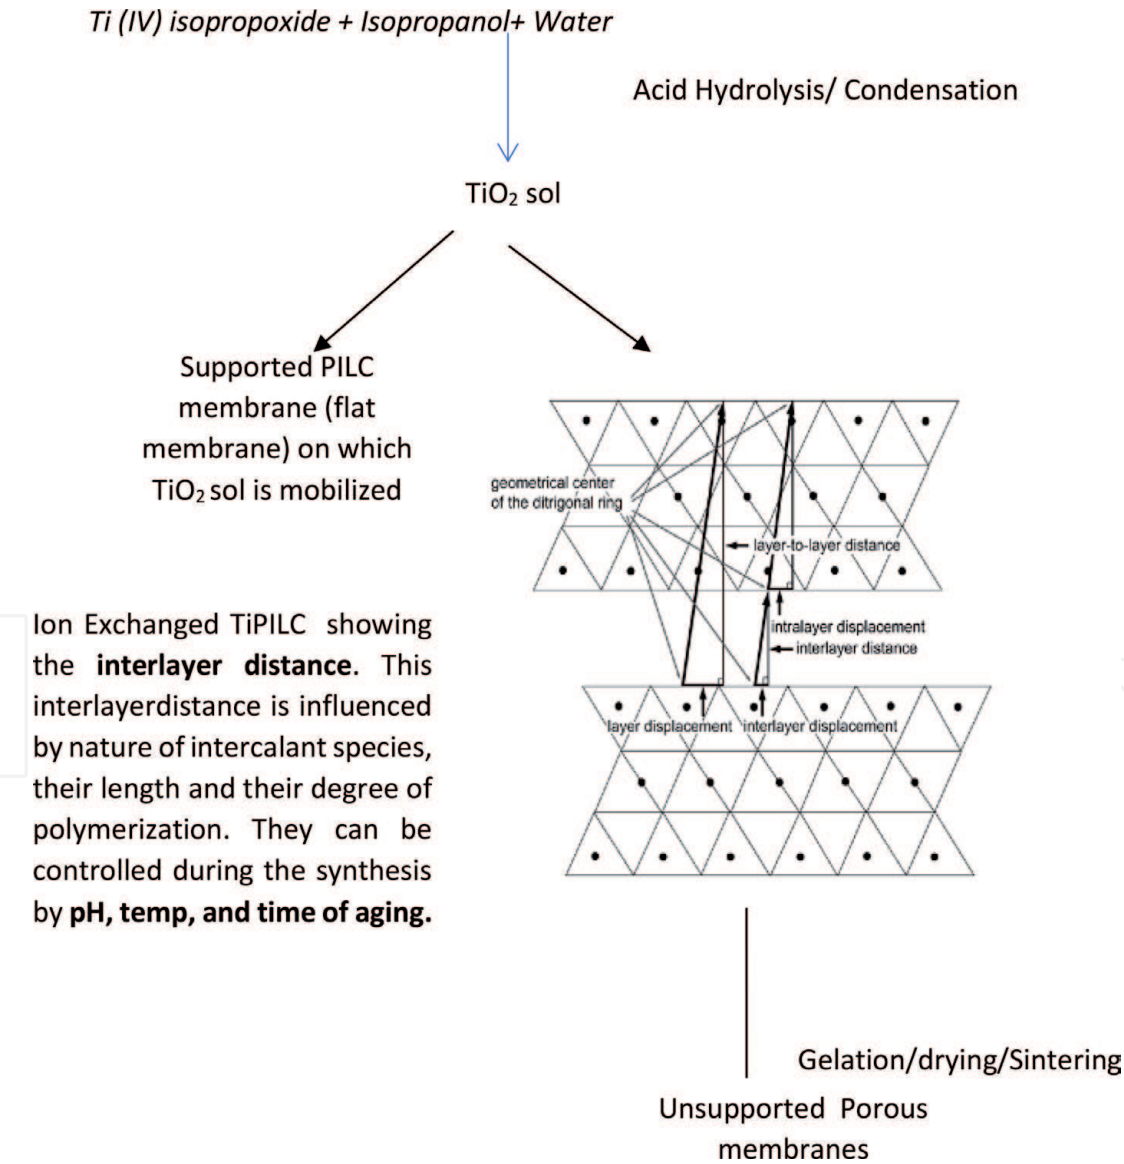 Ti (IV) isopropoxide + Isopropanol+ Water
Acid Hydrolysis/ Condensation
TiO₂ sol
Supported PILC
membrane (flat
membrane) on which
TiO₂ sol is mobilized
geometrical center
of the ditrigonal ring
layer-to-layer distance
intralayer displacement
interlayer distance
layer displacement
interlayer displacement
Ion Exchanged TiPILC showing
the interlayer distance. This
interlayerdistance is influenced
by nature of intercalant species,
their length and their degree of
polymerization. They can be
controlled during the synthesis
by pH, temp, and time of aging.
Gelation/drying/Sintering
Unsupported Porous
membranes